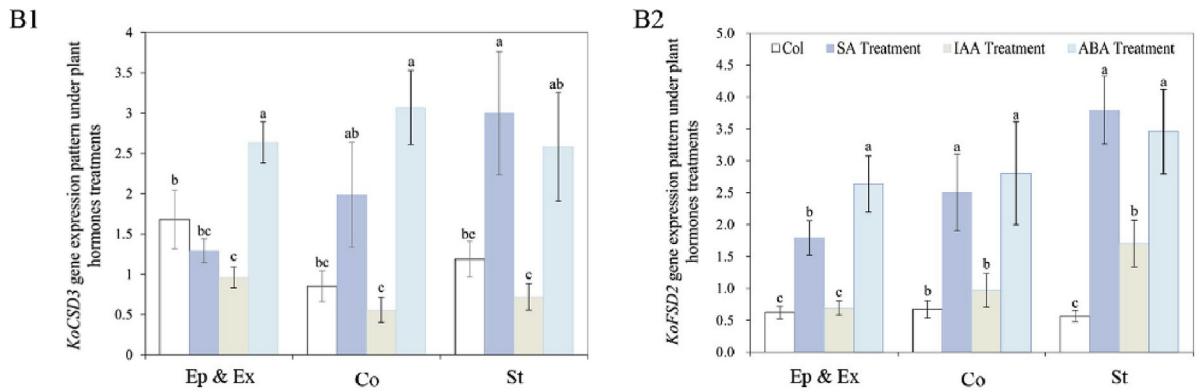 B1
KoCSD3 gene expression pattern under plant
hormones treatments
4
3.5
3
2.5
2
1.5
1
0.5
0
b
bc
c
a
bc
ab
c
a
bc
a
c
ab
Ep & Ex
Co
St
B2
KoFSD2 gene expression pattern under plant
hormones treatments
Col
SA Treatment
IAA Treatment
ABA Treatment
5.0
4.5
4.0
3.5
3.0
2.5
2.0
1.5
1.0
0.5
0.0
c
b
c
a
b
a
b
a
c
a
b
a
Ep & Ex
Co
St